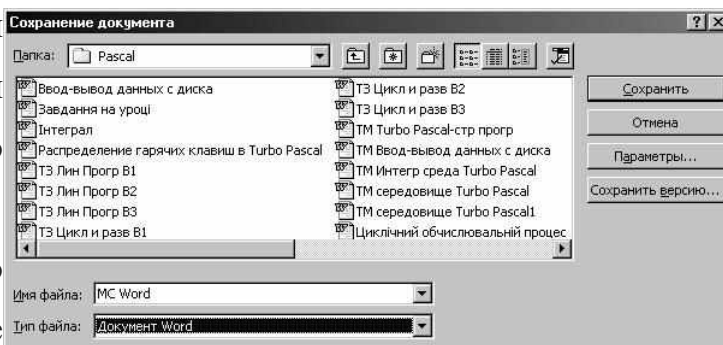 Сохранение документа
Папка: Pascal
Ввод-вывод данных с диска
Завдання на уроці
Інтеграл
Распределение гарячих клавиш в Turbo Pascal
ТЗ Лин Прогр В1
ТЗ Лин Прогр В2
ТЗ Лин Прогр В3
ТЗ Цикл и разв В1
ТЗ Цикл и разв В2
ТЗ Цикл и разв В3
ТМ Turbo Pascal-стр прогр
ТМ Ввод-вывод данных с диска
ТМ Интегр среда Turbo Pascal
ТМ середовище Turbo Pascal
ТМ середовище Turbo Pascal1
Циклічний обчислювальній процес
Сохранить
Отмена
Параметры...
Сохранить версию...
Имя файла: MC Word
Тип файла: Документ Word